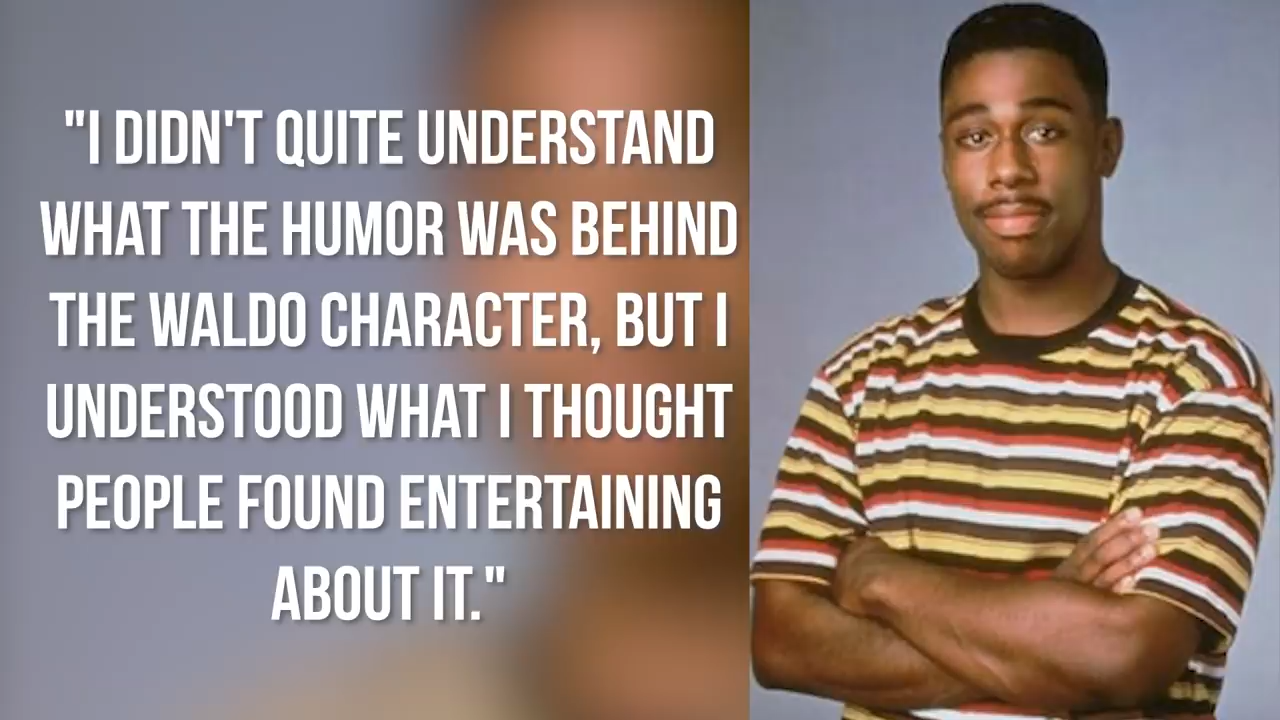 "I DIDN'T QUITE UNDERSTAND
WHAT THE HUMOR WAS BEHIND
THE WALDO CHARACTER, BUT I
UNDERSTOOD WHAT I THOUGHT
PEOPLE FOUND ENTERTAINING
ABOUT IT."